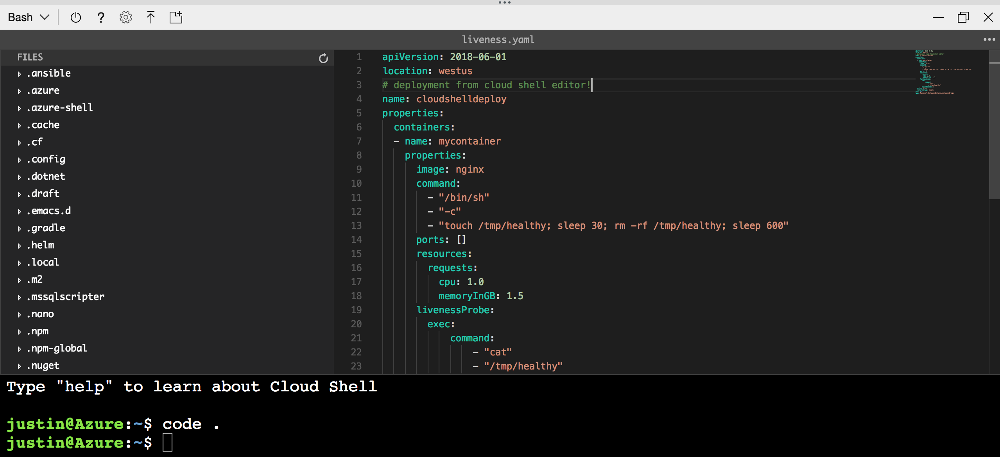 Bash
?
liveness.yaml
FILES
.ansible
.azure
.azure-shell
.cache
.cf
.config
.dotnet
.draft
.emacs.d
.gradle
.helm
.local
.m2
.mssqlscripter
.nano
.npm
.npm-global
.nuget
1 apiVersion: 2018-06-01
2 location: westus
3 # deployment from cloud shell editor!
4 name: cloudshelldeploy
5 properties:
6   containers:
7   - name: mycontainer
8     properties:
9       image: nginx
10       command:
11         - "/bin/sh"
12         - "-c"
13         - "touch /tmp/healthy; sleep 30; rm -rf /tmp/healthy; sleep 600"
14       ports: []
15       resources:
16         requests:
17           cpu: 1.0
18           memoryInGB: 1.5
19       livenessProbe:
20         exec:
21             command:
22                 - "cat"
23                 - "/tmp/healthy"
Type "help" to learn about Cloud Shell
justin@Azure:~$ code .
justin@Azure:~$